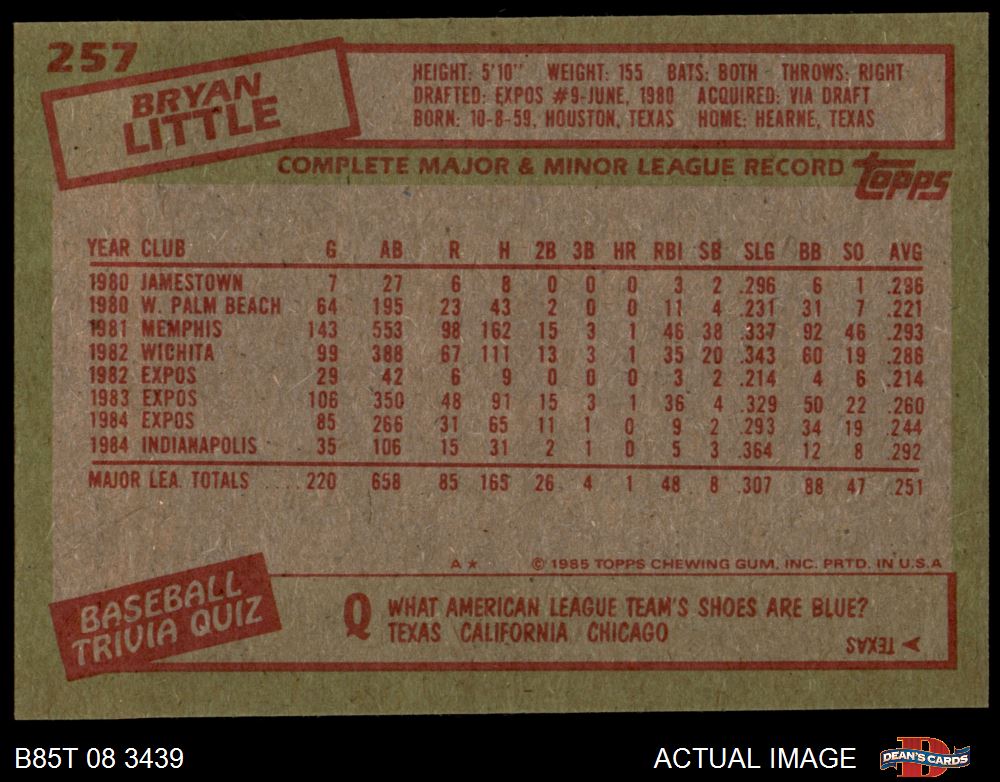 257
BRYAN
LITTLE
HEIGHT: 5'10" WEIGHT: 155 BATS: BOTH THROWS: RIGHT
DRAFTED: EXPOS #9-JUNE, 1980 ACQUIRED: VIA DRAFT
BORN: 10-8-59, HOUSTON, TEXAS HOME: HEARNE, TEXAS
COMPLETE MAJOR & MINOR LEAGUE RECORD topps
YEAR CLUB G AB R H 2B 3B HR RBI SB SLG BB SO AVG
1980 JAMESTOWN 7 27 6 8 0 0 0 3 2 .296 6 1 .296
1980 W. PALM BEACH 64 195 23 43 2 0 0 11 4 .231 31 7 .221
1981 MEMPHIS 143 553 98 162 15 3 1 46 38 .337 92 46 .293
1982 WICHITA 99 388 67 111 13 3 1 35 20 .343 60 19 .286
1982 EXPOS 29 42 6 9 0 0 0 3 2 .214 4 6 .214
1983 EXPOS 106 350 48 91 15 3 1 36 4 .329 50 22 .260
1984 EXPOS 85 266 31 65 11 1 0 9 2 .293 34 19 .244
1984 INDIANAPOLIS 35 106 15 31 2 1 0 5 3 .364 12 8 .292
MAJOR LEA. TOTALS ....220 658 85 165 26 4 1 48 8 .307 88 47 .251
A★ © 1985 TOPPS CHEWING GUM, INC. PRTD. IN U.S.A
BASEBALL
TRIVIA QUIZ
Q WHAT AMERICAN LEAGUE TEAM'S SHOES ARE BLUE?
TEXAS CALIFORNIA CHICAGO
TEXAS
B85T 08 3439 ACTUAL IMAGE D DEAN'S CARDS